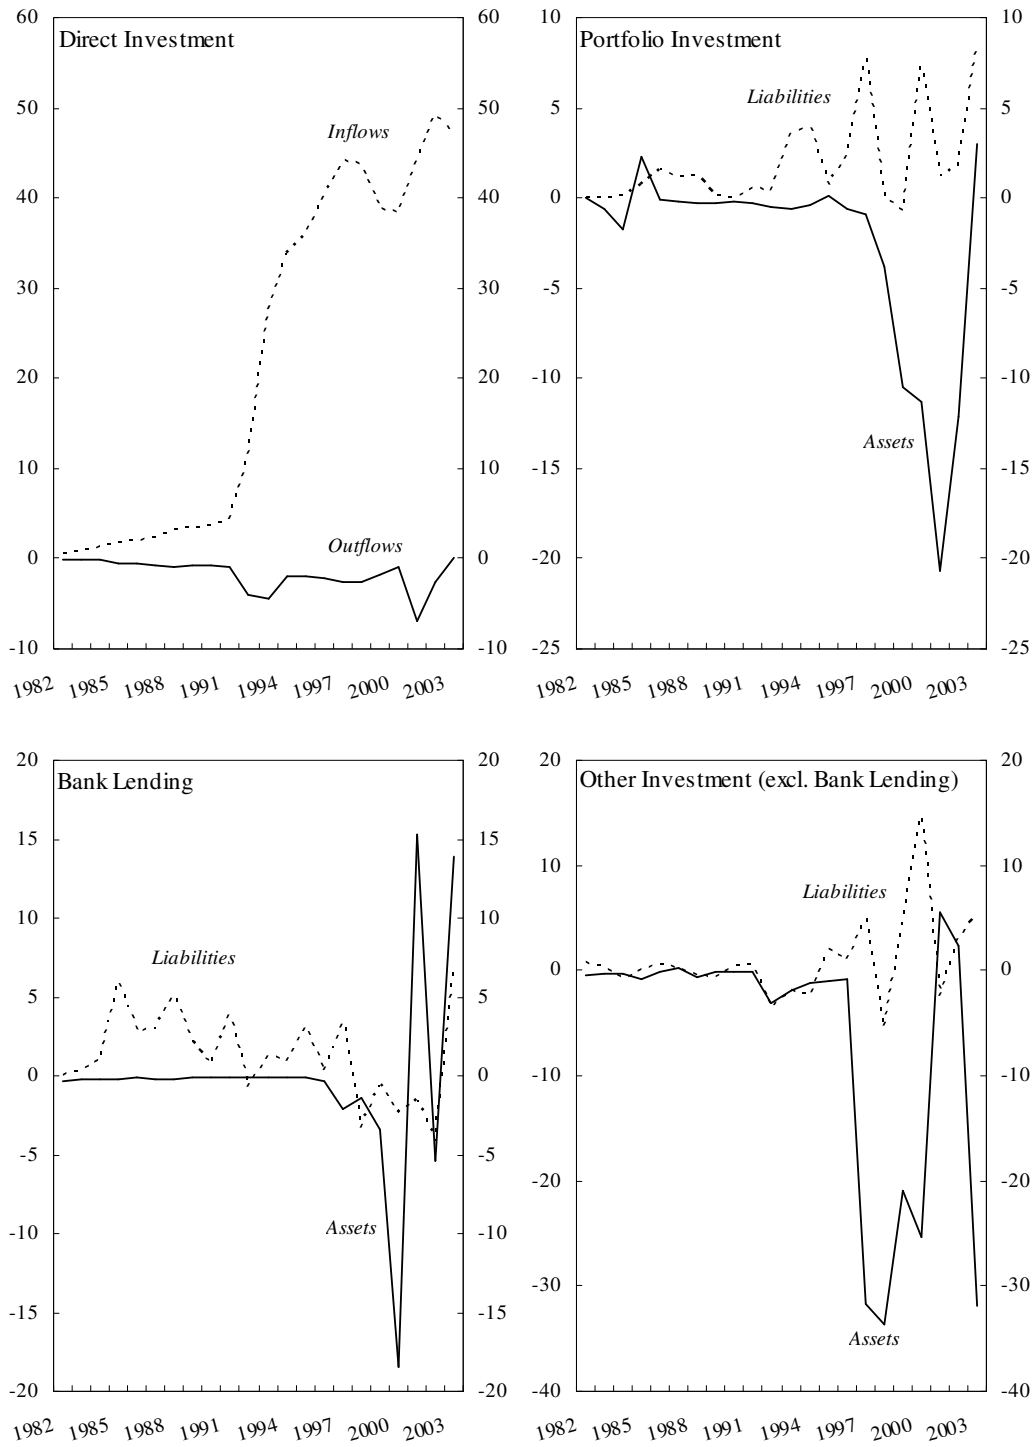 60 60 10 10
Direct Investment Portfolio Investment
50 50 5 5
Liabilities
Inflows
40 40 0 0
30 30 -5 -5
20 20 -10 -10
Assets
10 10 -15 -15
Outflows
0 0 -20 -20
-10 -10 -25 -25
1982 1985 1988 1991 1994 1997 2000 2003 1982 1985 1988 1991 1994 1997 2000 2003
20 20 20 20
Bank Lending Other Investment (excl. Bank Lending)
15 15
10 10
Liabilities
10 10
Liabilities
5 5 0 0
0 0 -10 -10
-5 -5 -20 -20
Assets
-10 -10
-30 -30
-15 -15
Assets
-20 -20 -40 -40
1982 1985 1988 1991 1994 1997 2000 2003 1982 1985 1988 1991 1994 1997 2000 2003